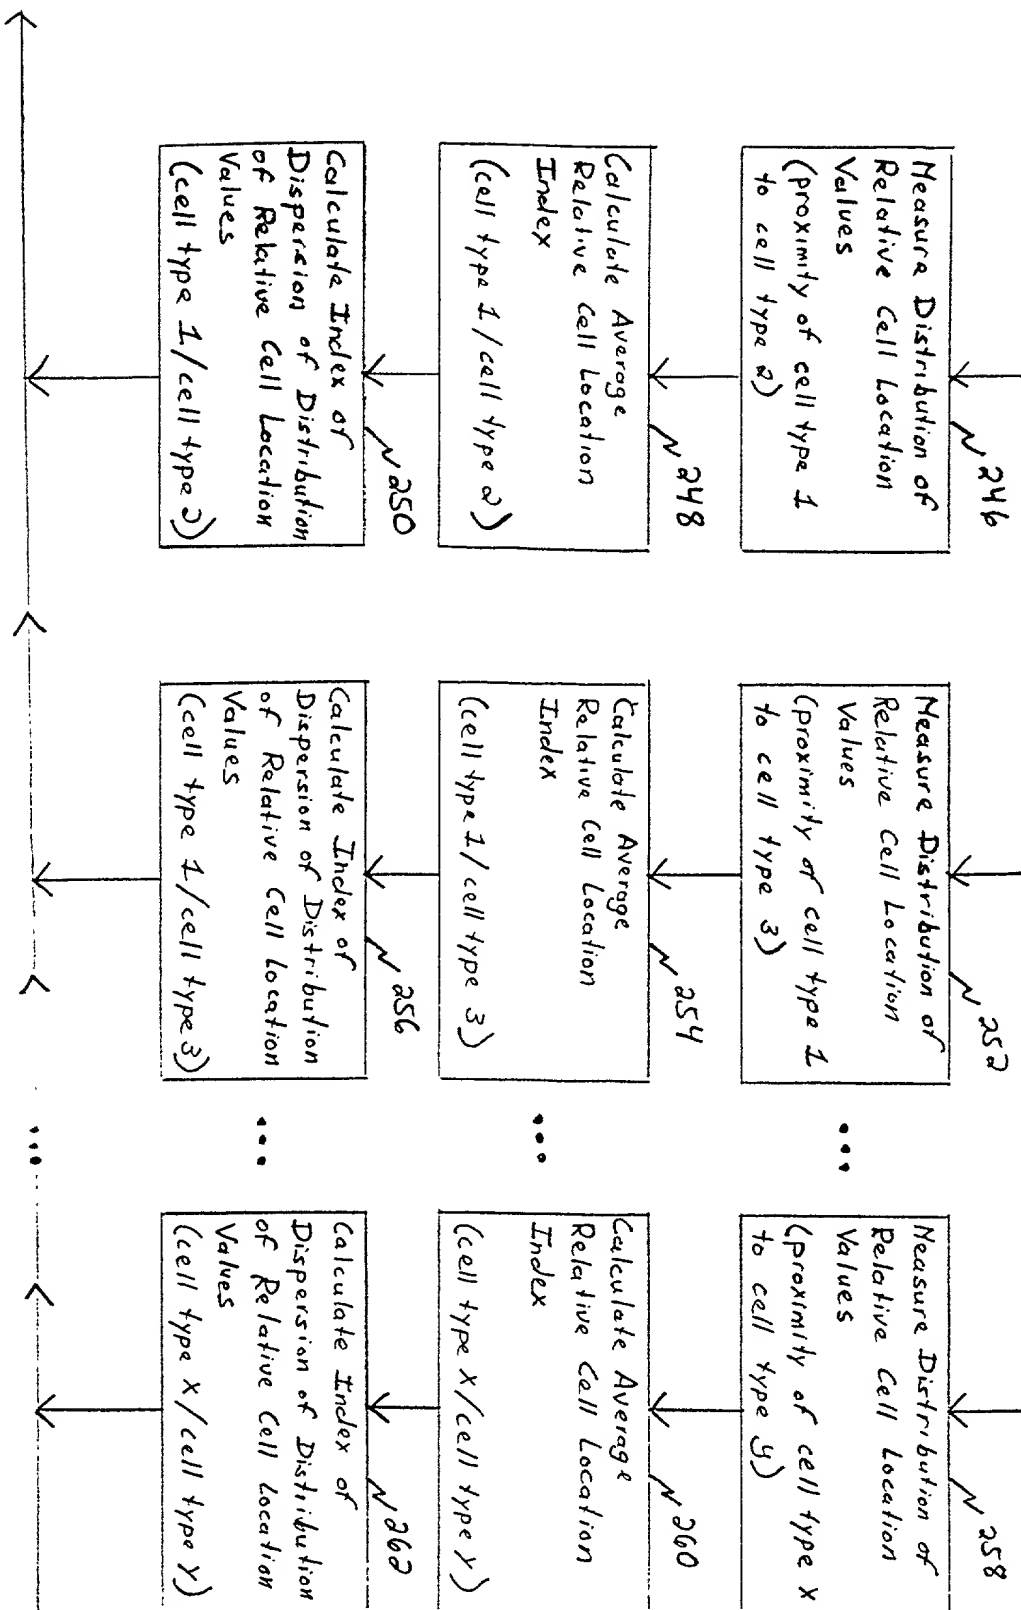 246
Measure Distribution of
Relative Cell Location
Values
(proximity of cell type 1
to cell type 2)
248
Calculate Average
Relative Cell Location
Index
(cell type 1/cell type 2)
250
Calculate Index of
Dispersion of Distribution
of Relative Cell Location
Values
(cell type 1/cell type 2)
252
Measure Distribution of
Relative Cell Location
Values
(proximity of cell type 1
to cell type 3)
254
Calculate Average
Relative Cell Location
Index
(cell type 1/cell type 3)
256
Calculate Index of
Dispersion of Distribution
of Relative Cell Location
Values
(cell type 1/cell type 3)
...
...
...
...
258
Measure Distribution of
Relative Cell Location
Values
(proximity of cell type X
to cell type y)
260
Calculate Average
Relative Cell Location
Index
(cell type X/cell type Y)
262
Calculate Index of
Dispersion of Distribution
of Relative Cell Location
Values
(cell type X/cell type Y)